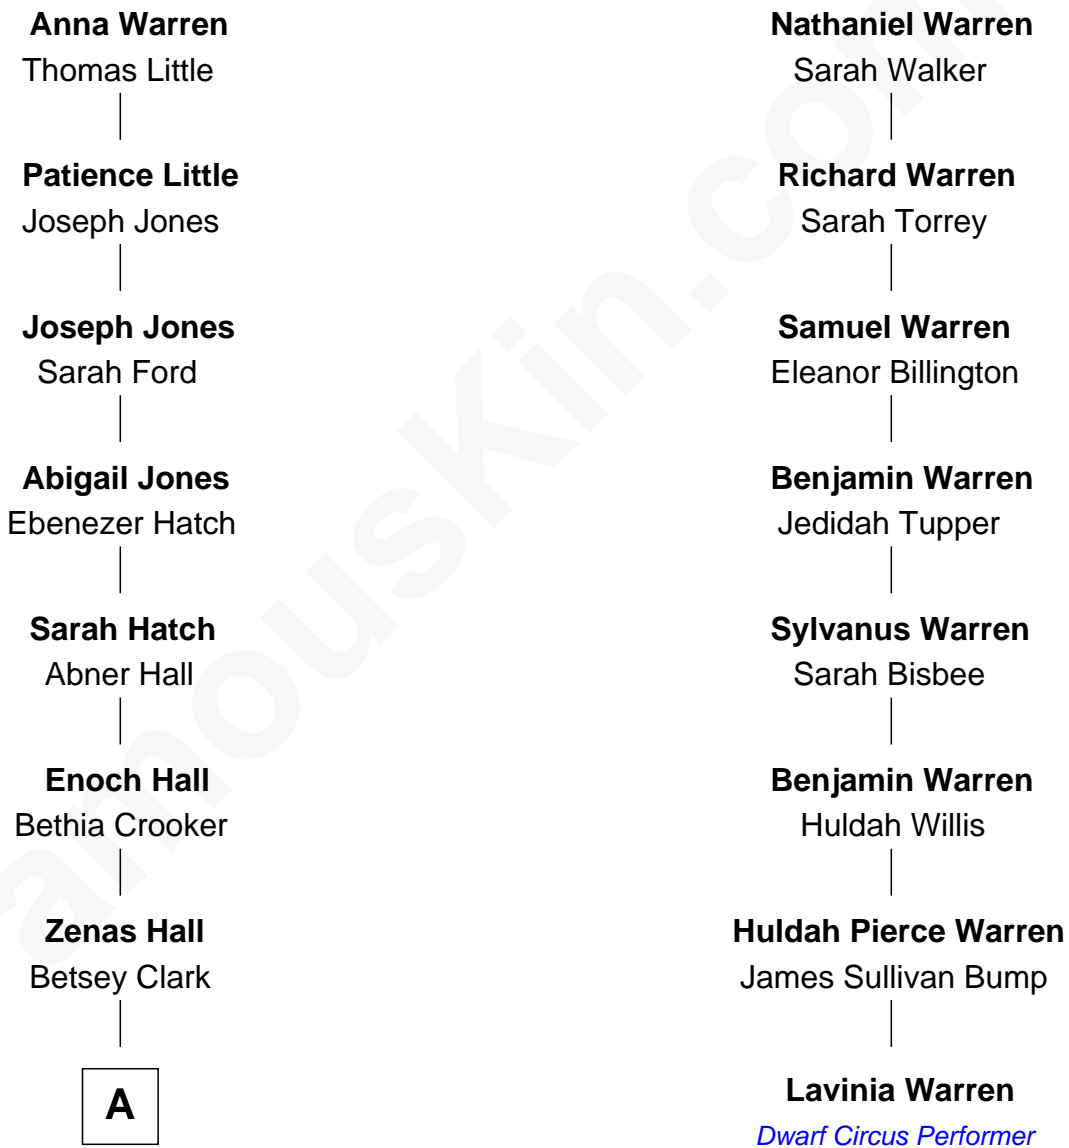 Anna Warren
Thomas Little
Patience Little
Joseph Jones
Joseph Jones
Sarah Ford
Abigail Jones
Ebenezer Hatch
Sarah Hatch
Abner Hall
Enoch Hall
Bethia Crooker
Zenas Hall
Betsey Clark
A
Nathaniel Warren
Sarah Walker
Richard Warren
Sarah Torrey
Samuel Warren
Eleanor Billington
Benjamin Warren
Jedidah Tupper
Sylvanus Warren
Sarah Bisbee
Benjamin Warren
Huldah Willis
Huldah Pierce Warren
James Sullivan Bump
Lavinia Warren
Dwarf Circus Performer
amouskin.com